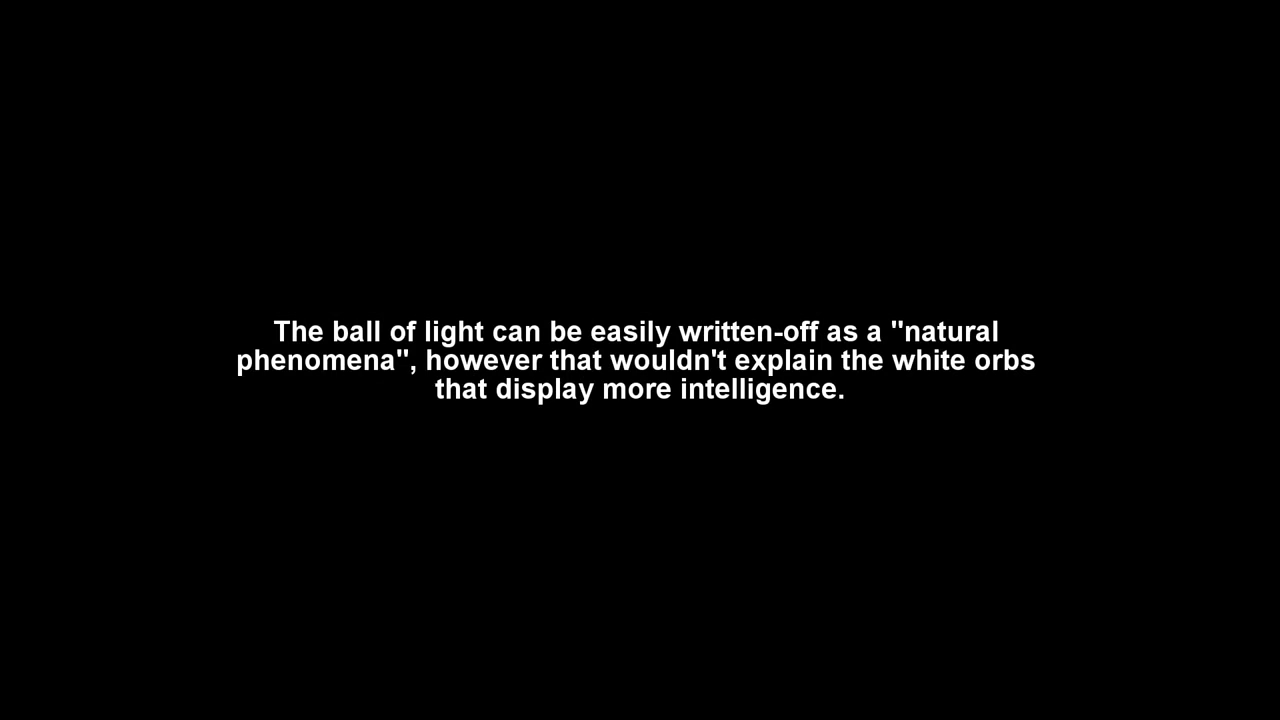 The ball of light can be easily written-off as a "natural
phenomena", however that wouldn't explain the white orbs
that display more intelligence.